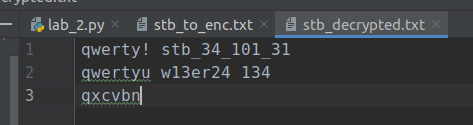 lab_2.py × stb_to_enc.txt × stb_decrypted.txt ×
1 qwerty! stb_34_101_31
2 qwertyu w13er24 134
3 qxcvbn